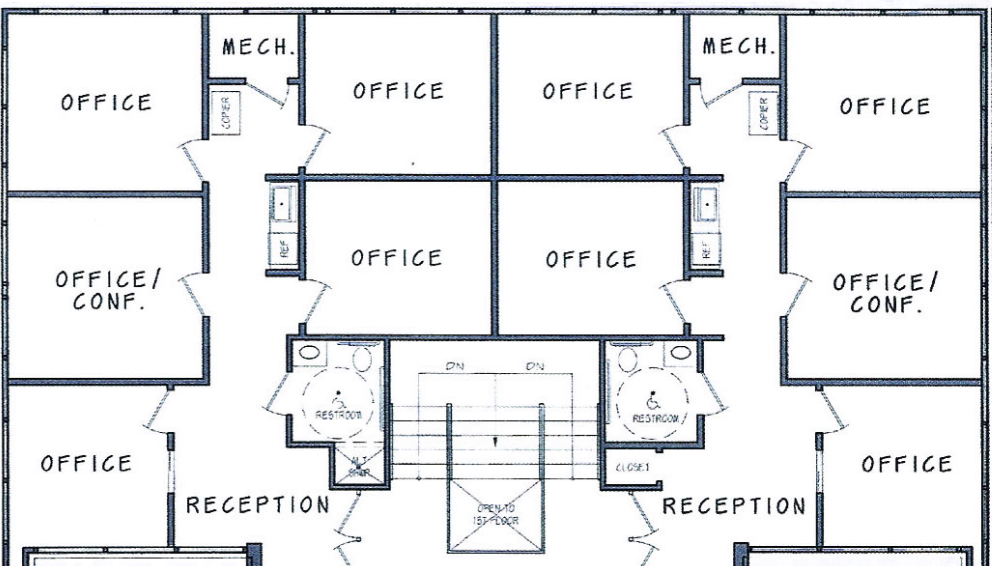 MECH.
MECH.
OFFICE
OFFICE
OFFICE
OFFICE
COPIER
COPIER
REF
REF
OFFICE/
CONF.
OFFICE
OFFICE
OFFICE/
CONF.
DN
DN
RESTROOM
RESTROOM
OFFICE
ALT.
SHWR
CLOSET
OFFICE
RECEPTION
OPEN TO
1ST FLOOR
RECEPTION